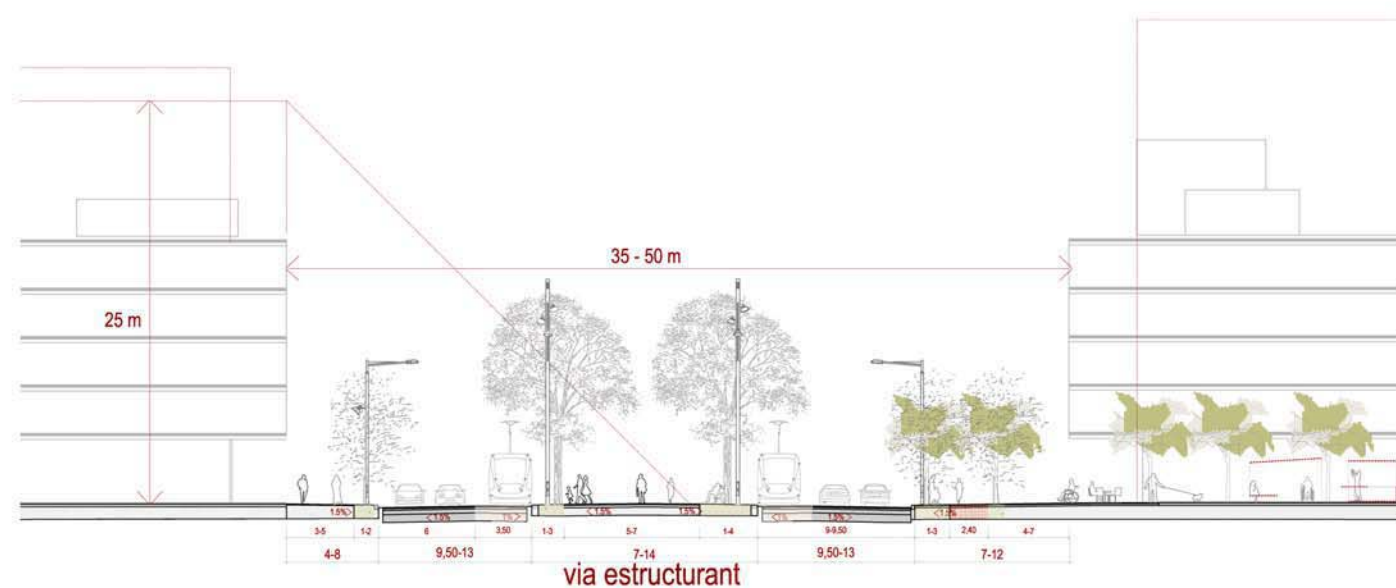 35 - 50 m
25 m
1.5% <1.5% 1% <1.5% 1.5% 1% <1.5% <1.5%
3-5 1-2 6 3,50 1-3 5-7 1-4 9-9,50 1-3 2,40 4-7
4-8 9,50-13 7-14 9,50-13 7-12
via estructurant